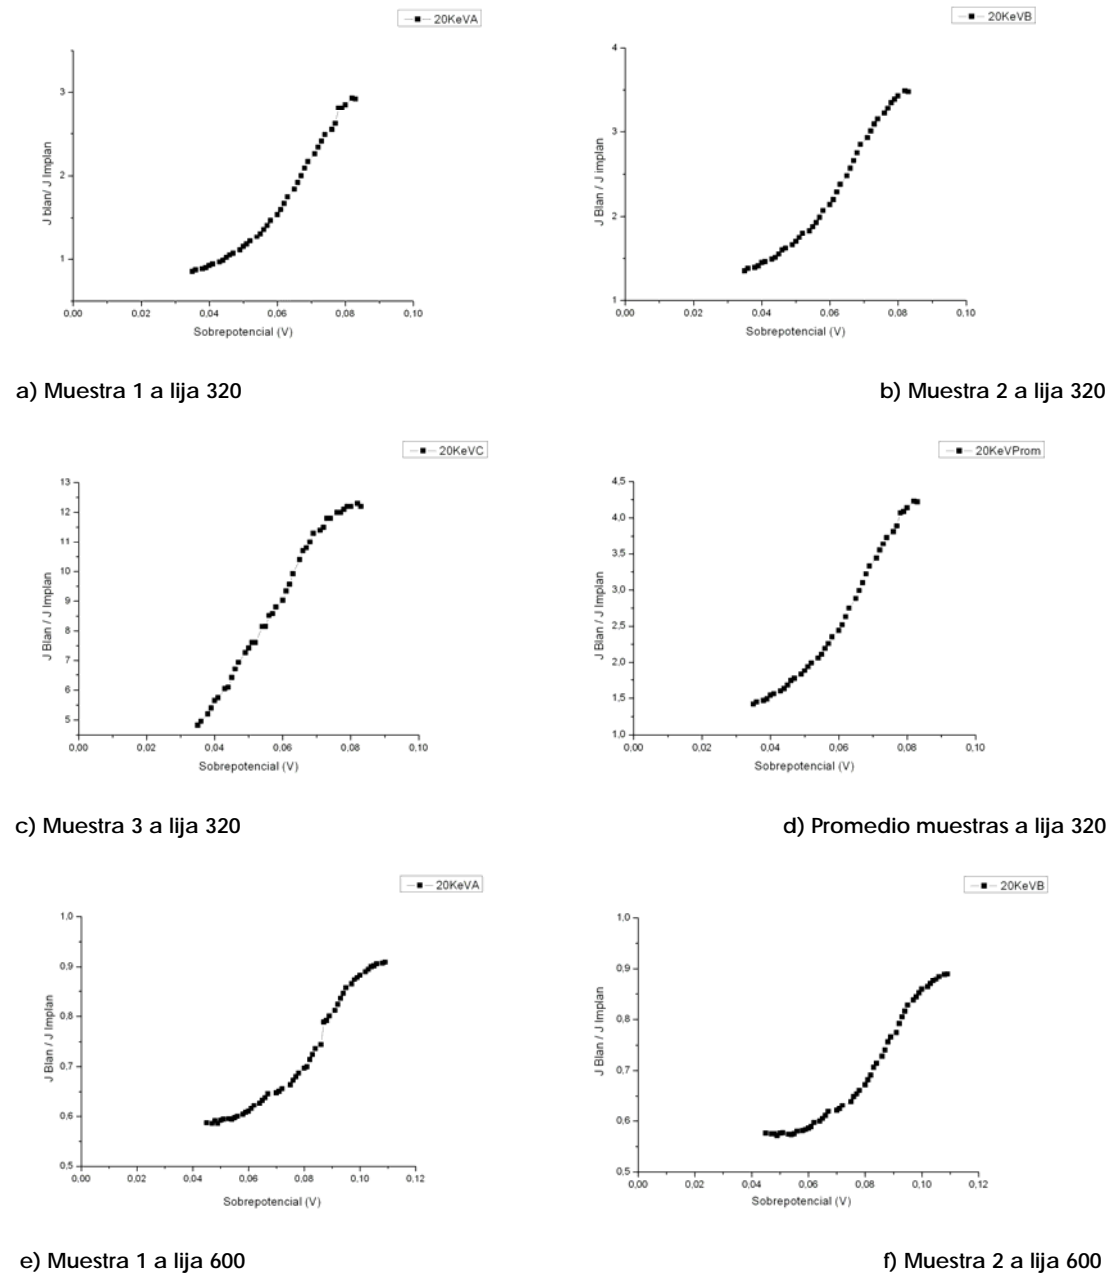 20KeVA
J blan/ J Implan
3
2
1
0,00 0,02 0,04 0,06 0,08 0,10
Sobrepotencial (V)
20KeVB
J Blan / J implan
4
3
2
1
0,00 0,02 0,04 0,06 0,08 0,10
Sobrepotencial (V)
a) Muestra 1 a lija 320
b) Muestra 2 a lija 320
20KeVC
J Blan / J Implan
13
12
11
10
9
8
7
6
5
0,00 0,02 0,04 0,06 0,08 0,10
Sobrepotencial (V)
20KeVProm
J Blan / J Implan
4,5
4,0
3,5
3,0
2,5
2,0
1,5
1,0
0,00 0,02 0,04 0,06 0,08 0,10
Sobrepotencial (V)
c) Muestra 3 a lija 320
d) Promedio muestras a lija 320
20KeVA
J Blan / J Implan
1,0
0,9
0,8
0,7
0,6
0,5
0,00 0,02 0,04 0,06 0,08 0,10 0,12
Sobrepotencial (V)
20KeVB
J Blan / J Implan
1,0
0,9
0,8
0,7
0,6
0,5
0,00 0,02 0,04 0,06 0,08 0,10 0,12
Sobrepotencial (V)
e) Muestra 1 a lija 600
f) Muestra 2 a lija 600